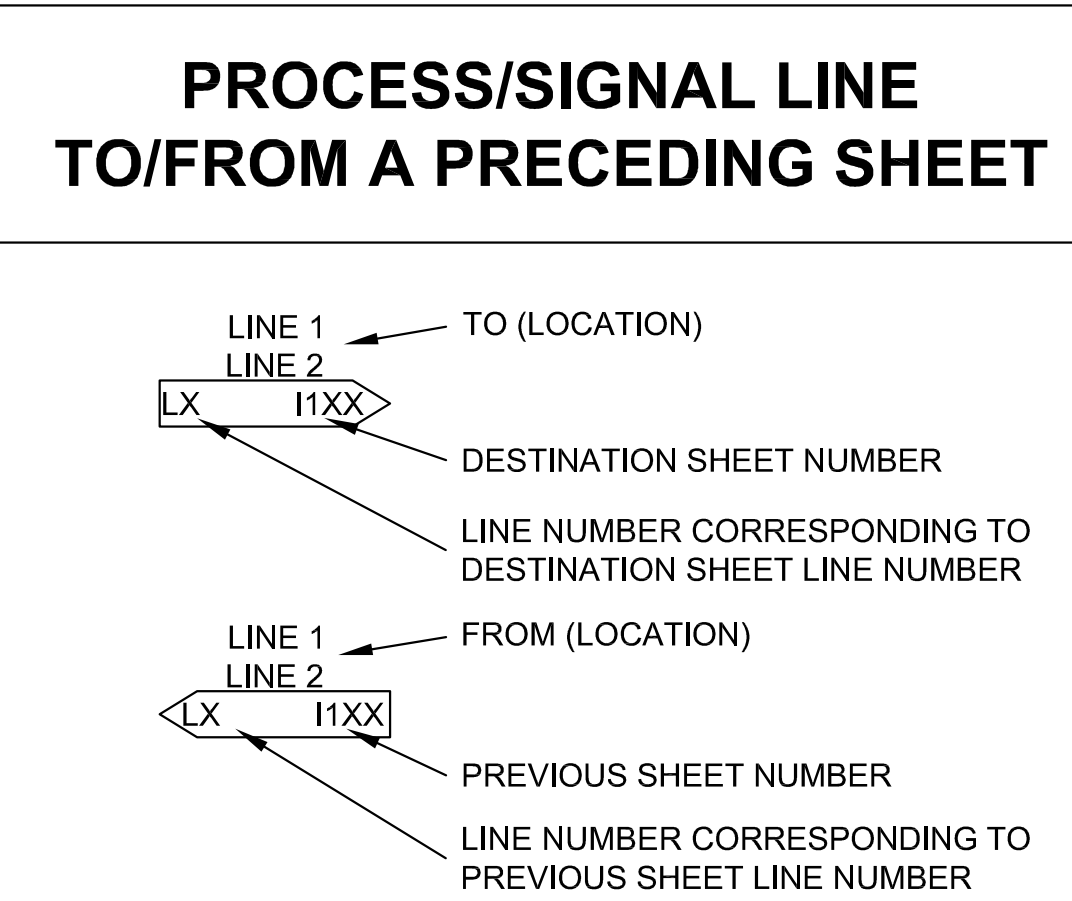 PROCESS/SIGNAL LINE
TO/FROM A PRECEDING SHEET
LINE 1
LINE 2
TO (LOCATION)
LX I1XX
DESTINATION SHEET NUMBER
LINE NUMBER CORRESPONDING TO
DESTINATION SHEET LINE NUMBER
LINE 1
LINE 2
FROM (LOCATION)
LX I1XX
PREVIOUS SHEET NUMBER
LINE NUMBER CORRESPONDING TO
PREVIOUS SHEET LINE NUMBER